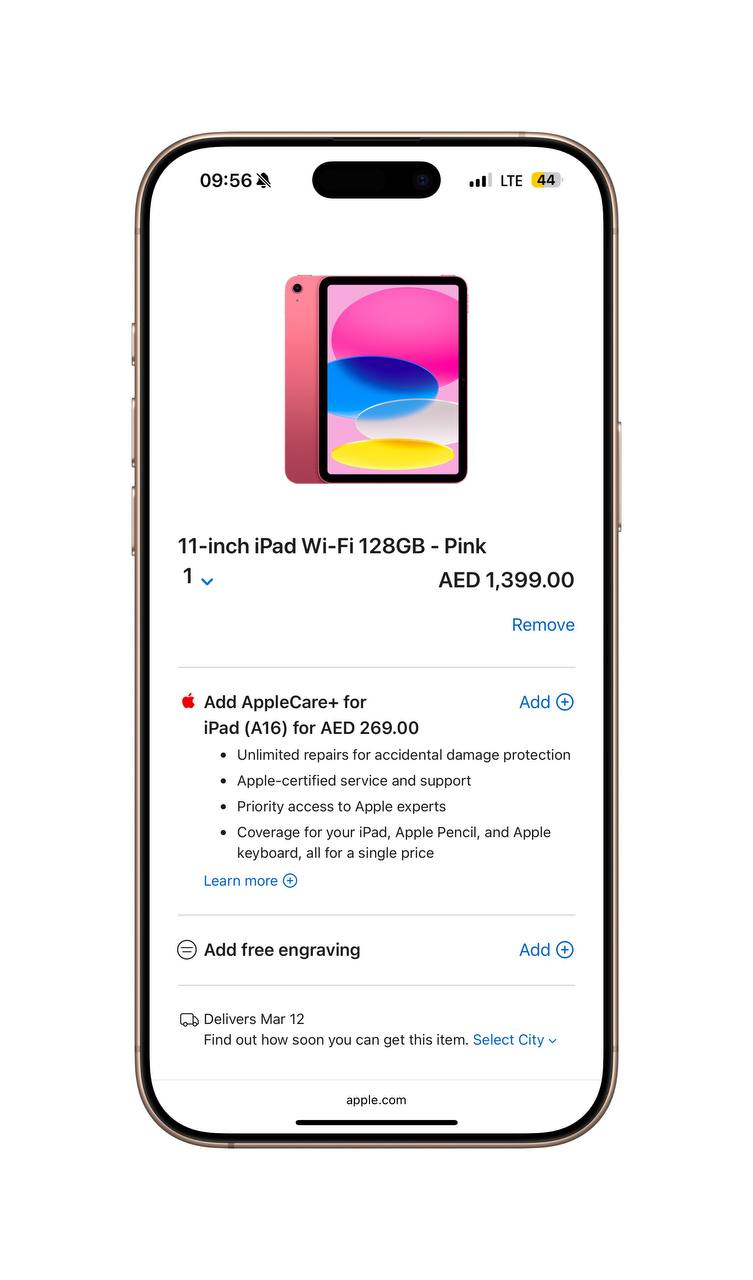 09:56 LTE 44
11-inch iPad Wi-Fi 128GB - Pink
1 AED 1,399.00
Remove
Add AppleCare+ for Add
iPad (A16) for AED 269.00
• Unlimited repairs for accidental damage protection
• Apple-certified service and support
• Priority access to Apple experts
• Coverage for your iPad, Apple Pencil, and Apple
keyboard, all for a single price
Learn more
Add free engraving Add
Delivers Mar 12
Find out how soon you can get this item. Select City
apple.com